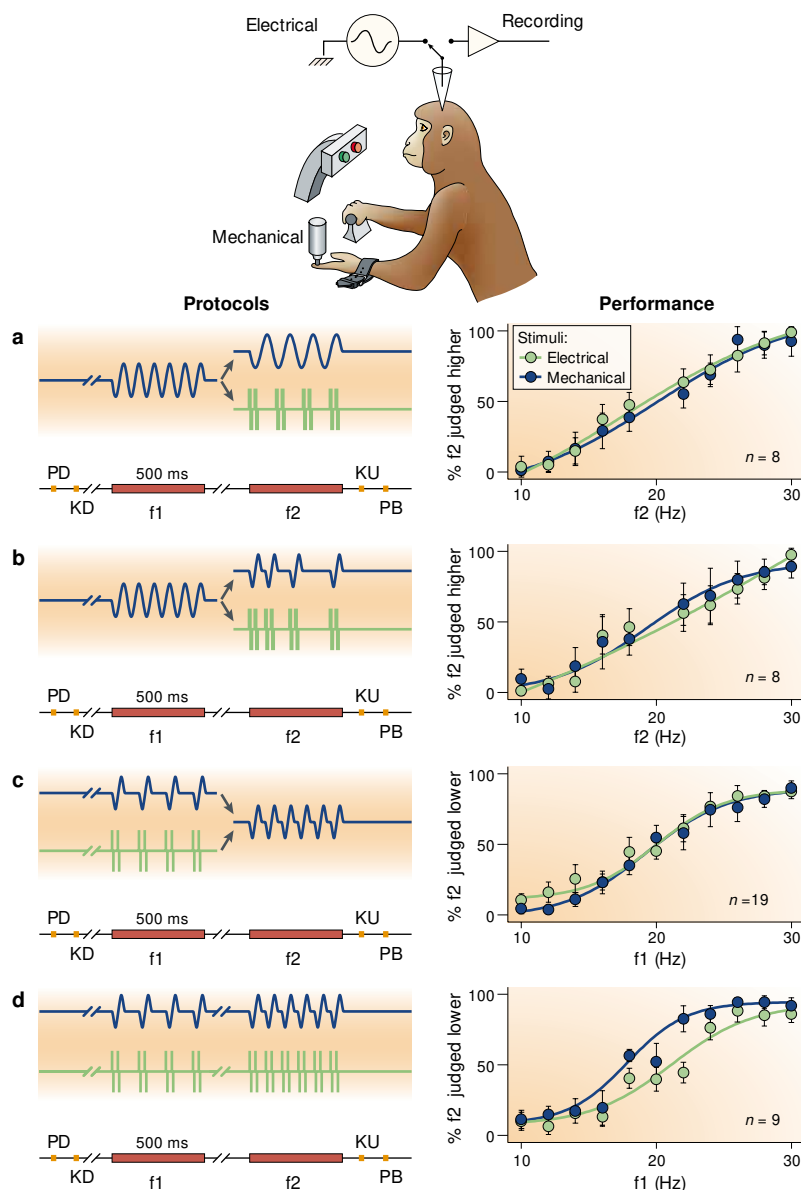 Electrical
Recording
Mechanical
Protocols
Performance
a
PD
KD
500 ms
f1
f2
KU
PB
% f2 judged higher
100
50
0
Stimuli:
Electrical
Mechanical
n = 8
10
20
30
f2 (Hz)
b
PD
KD
500 ms
f1
f2
KU
PB
% f2 judged higher
100
50
0
n = 8
10
20
30
f2 (Hz)
c
PD
KD
500 ms
f1
f2
KU
PB
% f2 judged lower
100
50
0
n =19
10
20
30
f1 (Hz)
d
PD
KD
500 ms
f1
f2
KU
PB
% f2 judged lower
100
50
0
n = 9
10
20
30
f1 (Hz)